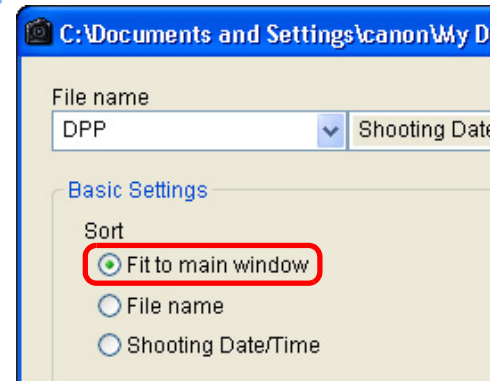 C:\Documents and Settings\canon\My D
File name
DPP Shooting Date
Basic Settings
Sort
Fit to main window
File name
Shooting Date/Time